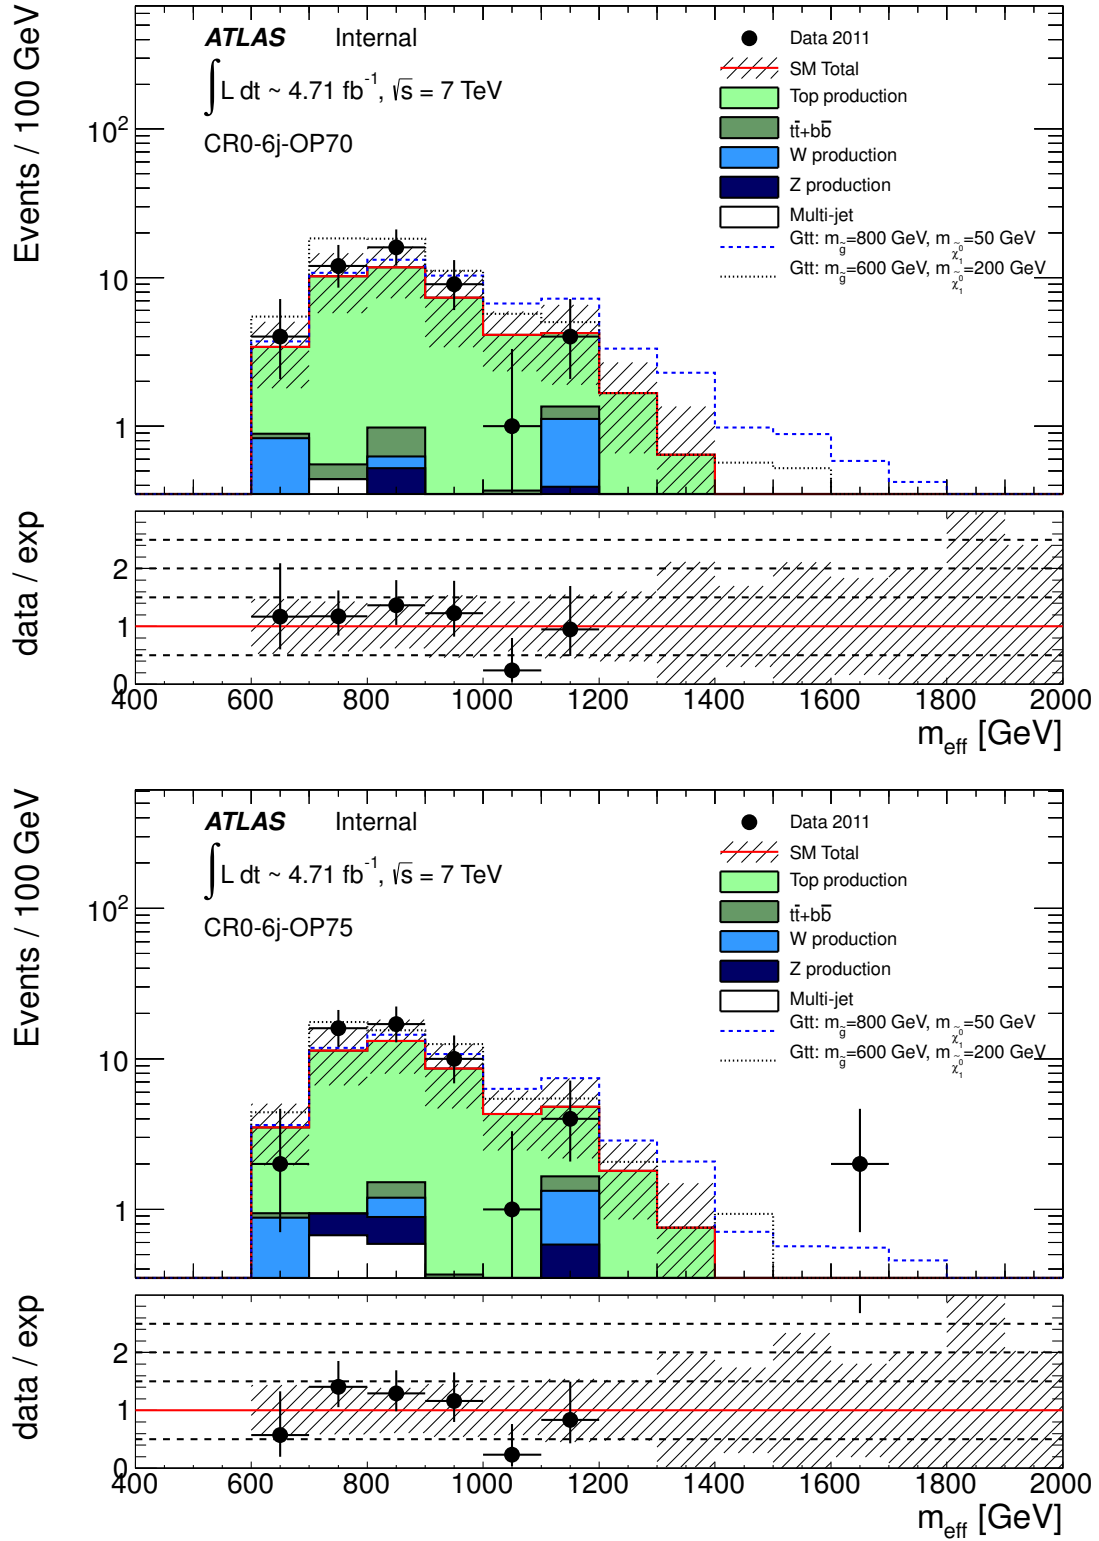 Events / 100 GeV
ATLAS Internal
∫ L dt ~ 4.71 fb⁻¹, √s = 7 TeV
CR0-6j-OP70
Data 2011
SM Total
Top production
tt̄+bb̄
W production
Z production
Multi-jet
Gtt: m_g̃=800 GeV, m_χ̃₁⁰=50 GeV
Gtt: m_g̃=600 GeV, m_χ̃₁⁰=200 GeV
10²
10
1
data / exp
2
1
0
400 600 800 1000 1200 1400 1600 1800 2000
m_eff [GeV]
Events / 100 GeV
ATLAS Internal
∫ L dt ~ 4.71 fb⁻¹, √s = 7 TeV
CR0-6j-OP75
Data 2011
SM Total
Top production
tt̄+bb̄
W production
Z production
Multi-jet
Gtt: m_g̃=800 GeV, m_χ̃₁⁰=50 GeV
Gtt: m_g̃=600 GeV, m_χ̃₁⁰=200 GeV
10²
10
1
data / exp
2
1
0
400 600 800 1000 1200 1400 1600 1800 2000
m_eff [GeV]